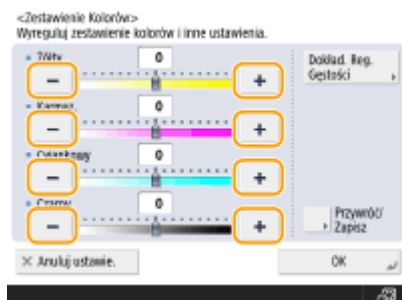 <Zestawienie Kolorów>
Wyreguluj zestawienie kolorów i inne ustawienia.
Żółty
0
Dokład. Reg.
Gęstości
− +
Karmaz.
0
− +
Cyjankowy
0
− +
Czarny
0
− +
Przywróć/
Zapisz
× Anuluj ustawie.
OK